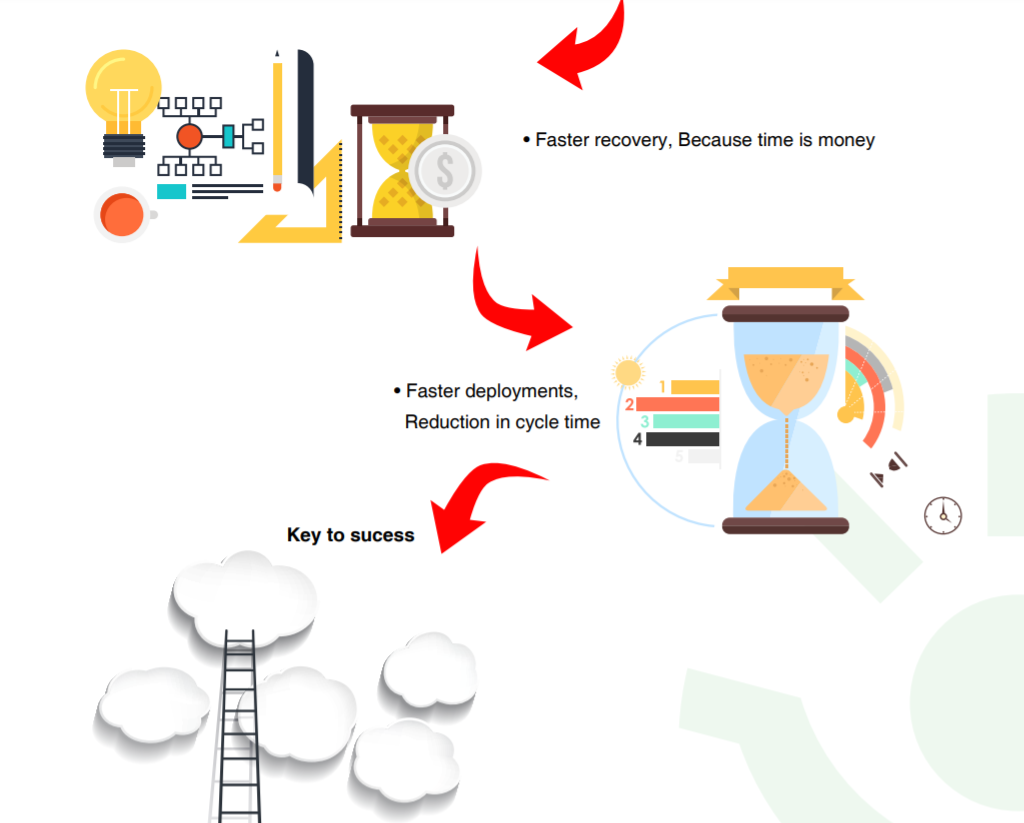 • Faster recovery, Because time is money
• Faster deployments,
Reduction in cycle time
1
2
3
4
5
Key to sucess
$